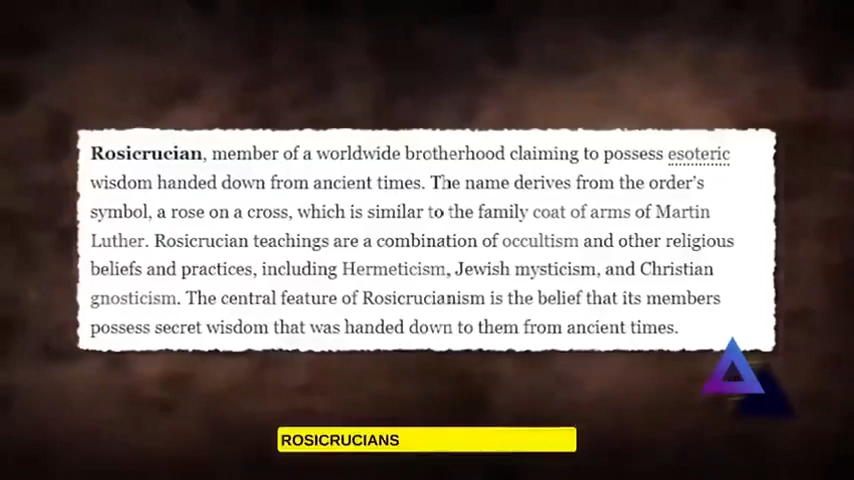 Rosicrucian, member of a worldwide brotherhood claiming to possess esoteric
wisdom handed down from ancient times. The name derives from the order's
symbol, a rose on a cross, which is similar to the family coat of arms of Martin
Luther. Rosicrucian teachings are a combination of occultism and other religious
beliefs and practices, including Hermeticism, Jewish mysticism, and Christian
gnosticism. The central feature of Rosicrucianism is the belief that its members
possess secret wisdom that was handed down to them from ancient times.
ROSICRUCIANS